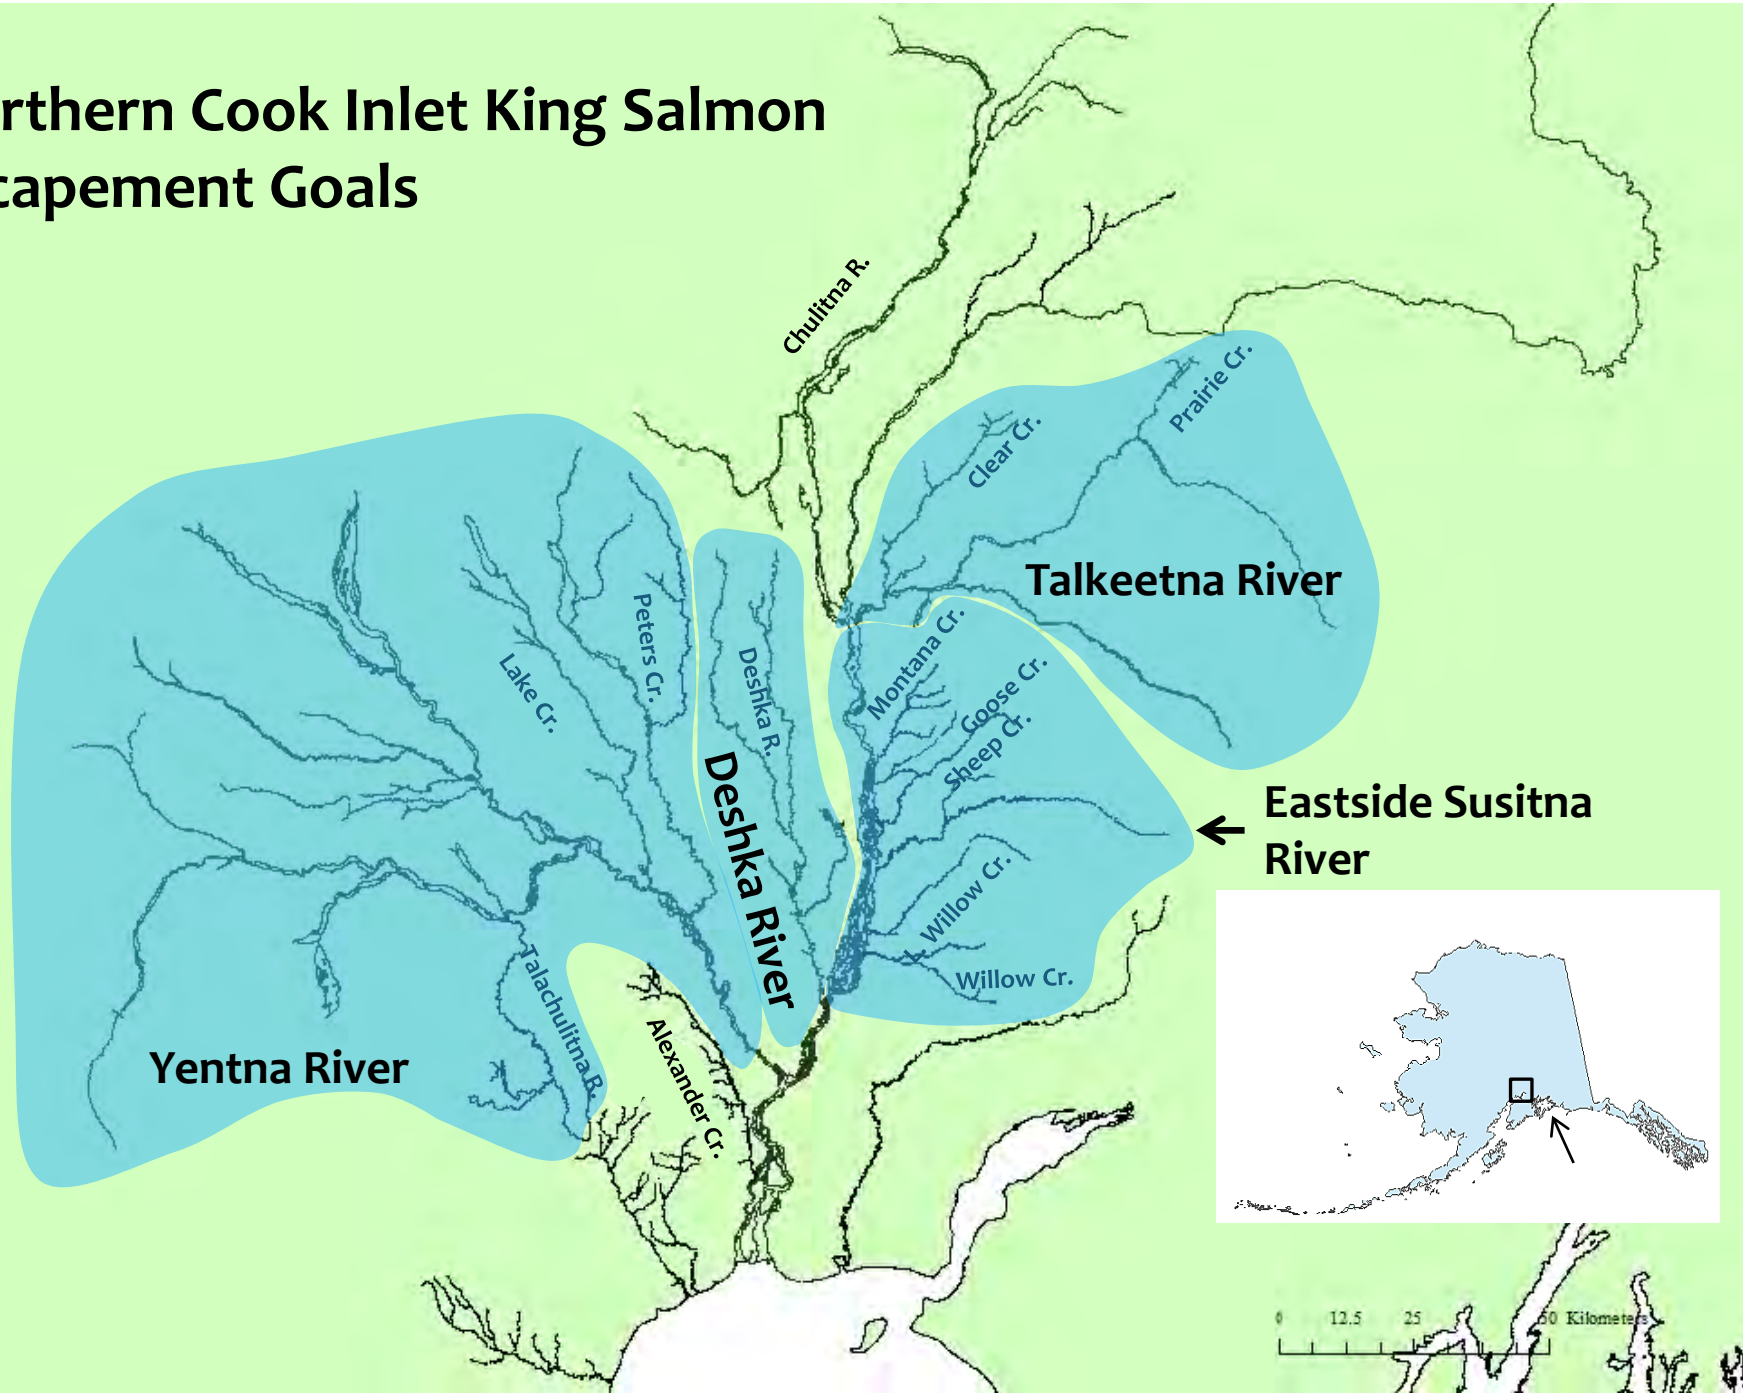 rthern Cook Inlet King Salmon
capement Goals
Chulitna R.
Prairie Cr.
Clear Cr.
Talkeetna River
Peters Cr.
Lake Cr.
Deshka R.
Deshka River
Montana Cr.
Goose Cr.
Sheep Cr.
Eastside Susitna
River
L. Willow Cr.
Willow Cr.
Talachulitna R.
Alexander Cr.
Yentna River
0 12.5 25 50 Kilometers